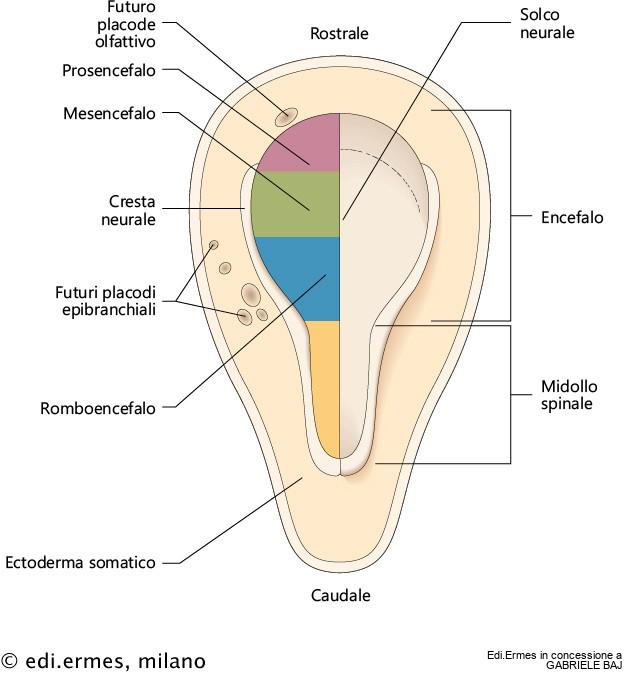 Futuro
placode
olfattivo
Solco
neurale
Rostrale
Prosencefalo
Mesencefalo
Cresta
neurale
Encefalo
Futuri placodi
epibranchiali
Midollo
spinale
Romboencefalo
Ectoderma somatico
Caudale
© edi.ermes, milano
Edi.Ermes in concessione a
GABRIELE BAJ